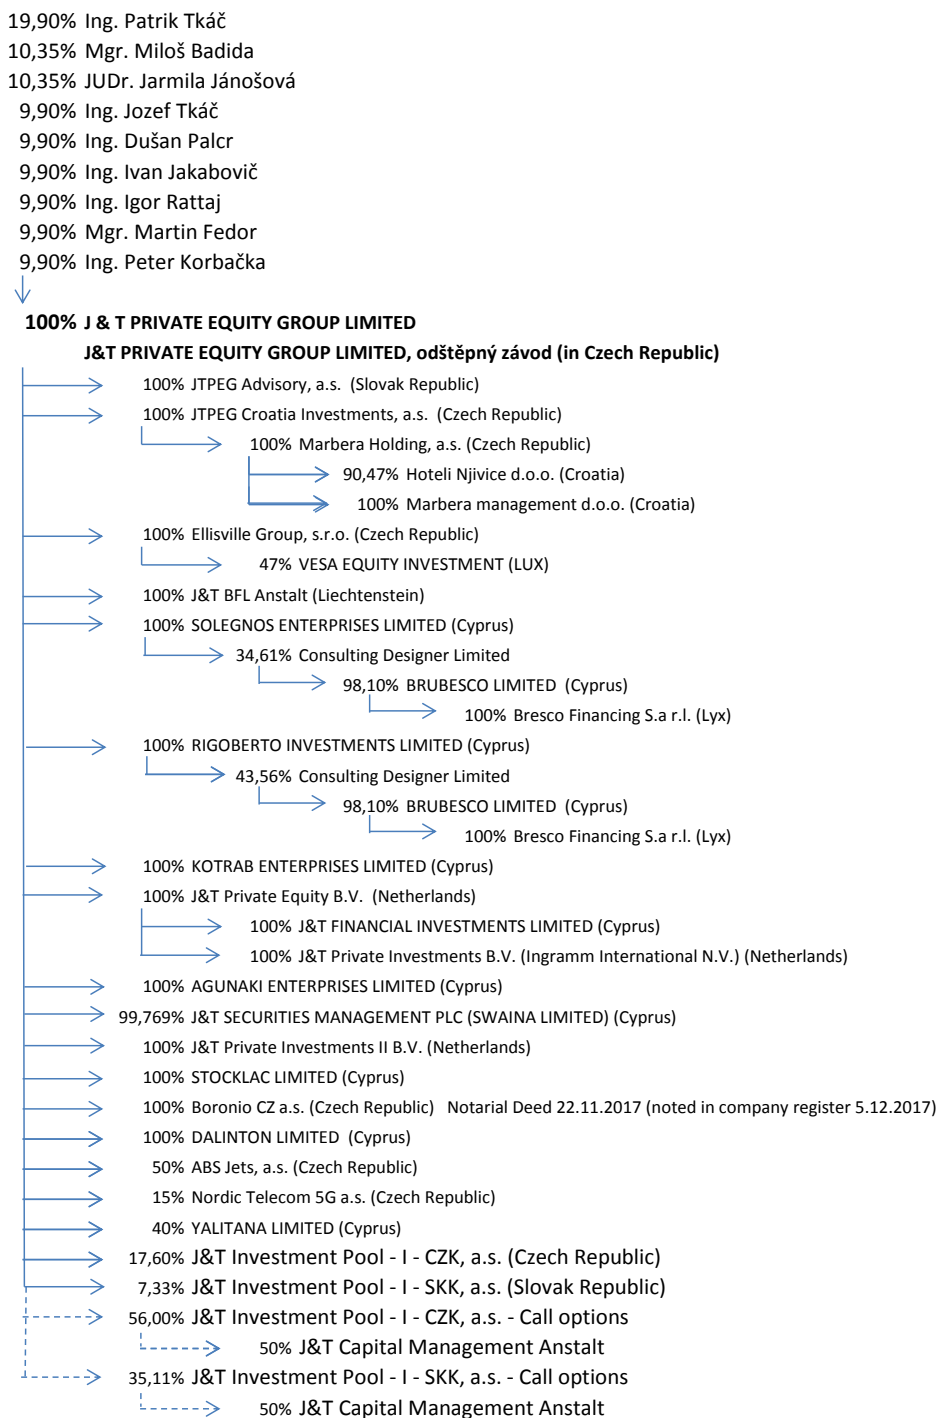 19,90% Ing. Patrik Tkáč
10,35% Mgr. Miloš Badida
10,35% JUDr. Jarmila Jánošová
9,90% Ing. Jozef Tkáč
9,90% Ing. Dušan Palcr
9,90% Ing. Ivan Jakabovič
9,90% Ing. Igor Rattaj
9,90% Mgr. Martin Fedor
9,90% Ing. Peter Korbačka
100% J & T PRIVATE EQUITY GROUP LIMITED
J&T PRIVATE EQUITY GROUP LIMITED, odštěpný závod (in Czech Republic)
100% JTPEG Advisory, a.s. (Slovak Republic)
100% JTPEG Croatia Investments, a.s. (Czech Republic)
100% Marbera Holding, a.s. (Czech Republic)
90,47% Hoteli Njivice d.o.o. (Croatia)
100% Marbera management d.o.o. (Croatia)
100% Ellisville Group, s.r.o. (Czech Republic)
47% VESA EQUITY INVESTMENT (LUX)
100% J&T BFL Anstalt (Liechtenstein)
100% SOLEGNOS ENTERPRISES LIMITED (Cyprus)
34,61% Consulting Designer Limited
98,10% BRUBESCO LIMITED (Cyprus)
100% Bresco Financing S.a r.l. (Lyx)
100% RIGOBERTO INVESTMENTS LIMITED (Cyprus)
43,56% Consulting Designer Limited
98,10% BRUBESCO LIMITED (Cyprus)
100% Bresco Financing S.a r.l. (Lyx)
100% KOTRAB ENTERPRISES LIMITED (Cyprus)
100% J&T Private Equity B.V. (Netherlands)
100% J&T FINANCIAL INVESTMENTS LIMITED (Cyprus)
100% J&T Private Investments B.V. (Ingramm International N.V.) (Netherlands)
100% AGUNAKI ENTERPRISES LIMITED (Cyprus)
99,769% J&T SECURITIES MANAGEMENT PLC (SWAINA LIMITED) (Cyprus)
100% J&T Private Investments II B.V. (Netherlands)
100% STOCKLAC LIMITED (Cyprus)
100% Boronio CZ a.s. (Czech Republic) Notarial Deed 22.11.2017 (noted in company register 5.12.2017)
100% DALINTON LIMITED (Cyprus)
50% ABS Jets, a.s. (Czech Republic)
15% Nordic Telecom 5G a.s. (Czech Republic)
40% YALITANA LIMITED (Cyprus)
17,60% J&T Investment Pool - I - CZK, a.s. (Czech Republic)
7,33% J&T Investment Pool - I - SKK, a.s. (Slovak Republic)
56,00% J&T Investment Pool - I - CZK, a.s. - Call options
50% J&T Capital Management Anstalt
35,11% J&T Investment Pool - I - SKK, a.s. - Call options
50% J&T Capital Management Anstalt